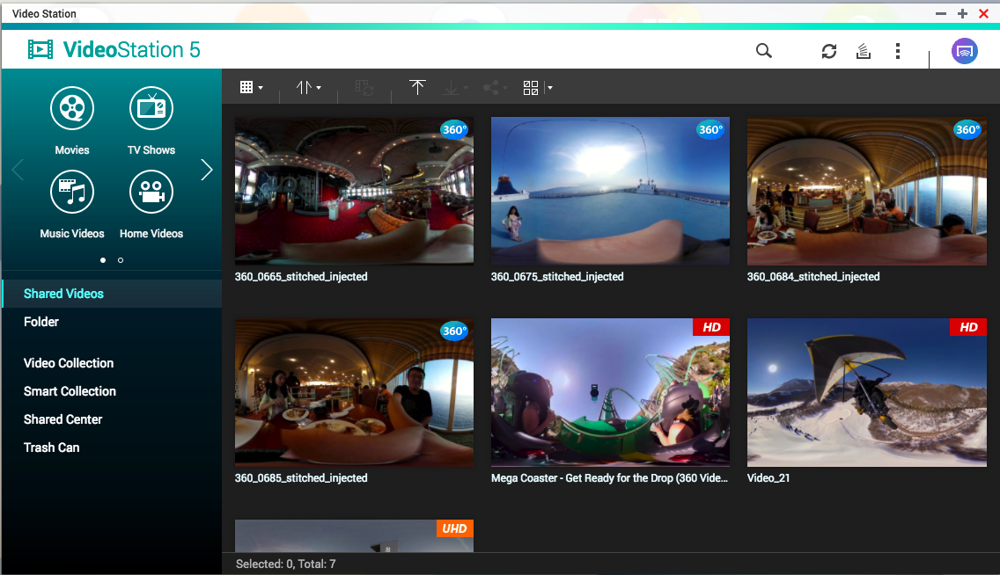 Video Station
VideoStation 5
Movies
TV Shows
Music Videos
Home Videos
Shared Videos
Folder
Video Collection
Smart Collection
Shared Center
Trash Can
360°
360°
360°
360_0665_stitched_injected
360_0675_stitched_injected
360_0684_stitched_injected
360°
HD
HD
360_0685_stitched_injected
Mega Coaster - Get Ready for the Drop (360 Vide...
Video_21
UHD
Selected: 0, Total: 7